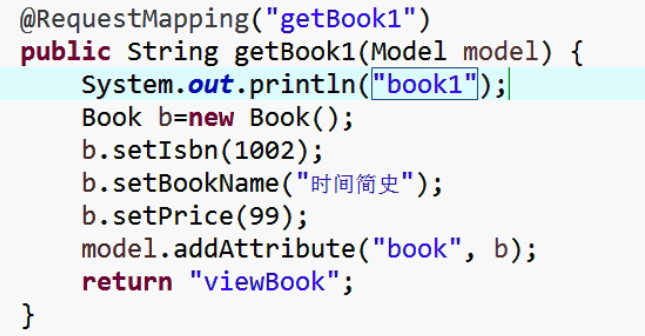 @RequestMapping("getBook1")
public String getBook1(Model model) {
    System.out.println("book1");
    Book b=new Book();
    b.setIsbn(1002);
    b.setBookName("时间简史");
    b.setPrice(99);
    model.addAttribute("book", b);
    return "viewBook";
}